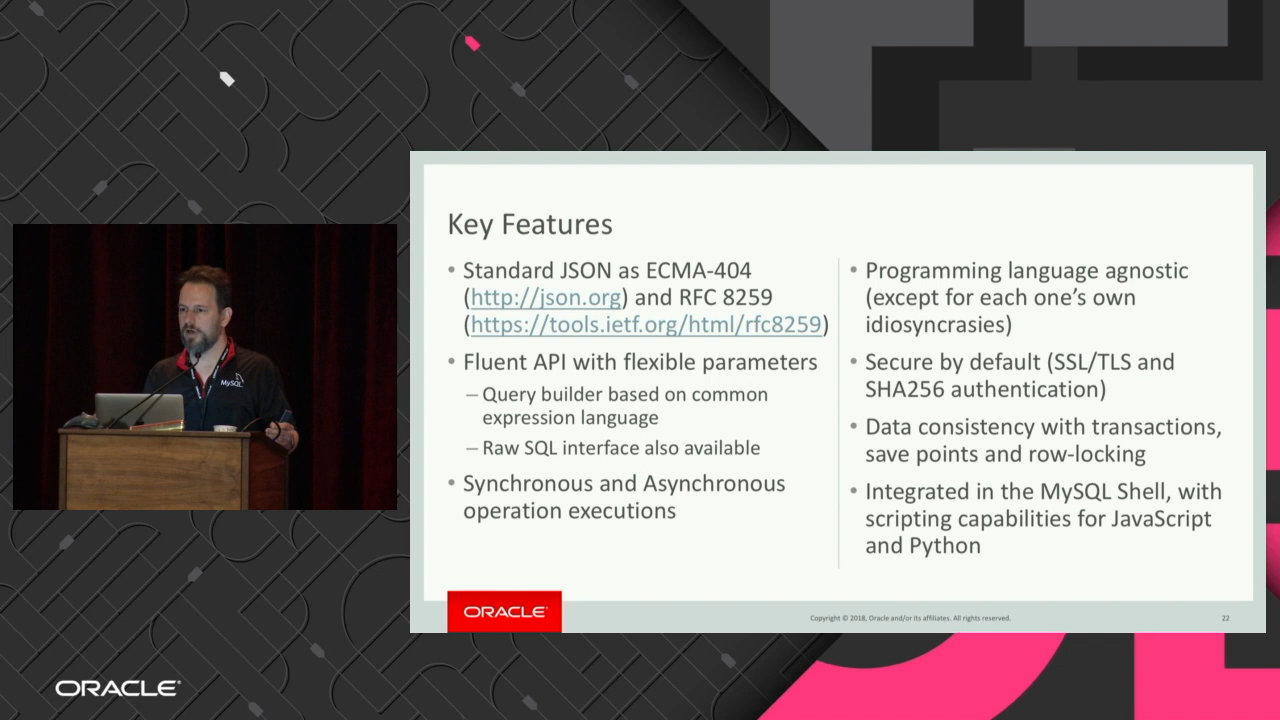 MySQL
Key Features
• Standard JSON as ECMA-404
(http://json.org) and RFC 8259
(https://tools.ietf.org/html/rfc8259)
• Fluent API with flexible parameters
– Query builder based on common
expression language
– Raw SQL interface also available
• Synchronous and Asynchronous
operation executions
• Programming language agnostic
(except for each one’s own
idiosyncrasies)
• Secure by default (SSL/TLS and
SHA256 authentication)
• Data consistency with transactions,
save points and row-locking
• Integrated in the MySQL Shell, with
scripting capabilities for JavaScript
and Python
ORACLE®
Copyright © 2018, Oracle and/or its affiliates. All rights reserved.
22
ORACLE®